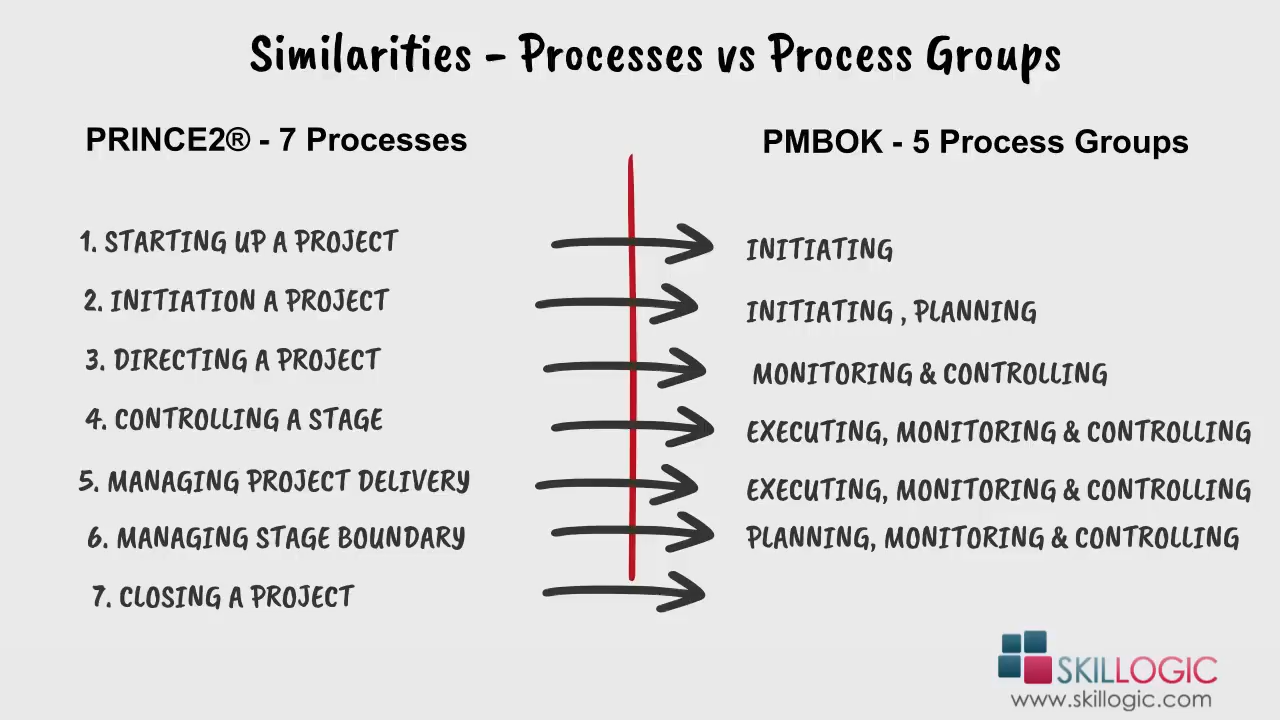 Similarities - Processes vs Process Groups
PRINCE2® - 7 Processes
PMBOK - 5 Process Groups
1. STARTING UP A PROJECT
INITIATING
2. INITIATION A PROJECT
INITIATING , PLANNING
3. DIRECTING A PROJECT
MONITORING & CONTROLLING
4. CONTROLLING A STAGE
EXECUTING, MONITORING & CONTROLLING
5. MANAGING PROJECT DELIVERY
EXECUTING, MONITORING & CONTROLLING
6. MANAGING STAGE BOUNDARY
PLANNING, MONITORING & CONTROLLING
7. CLOSING A PROJECT
SKILLOGIC
www.skillogic.com